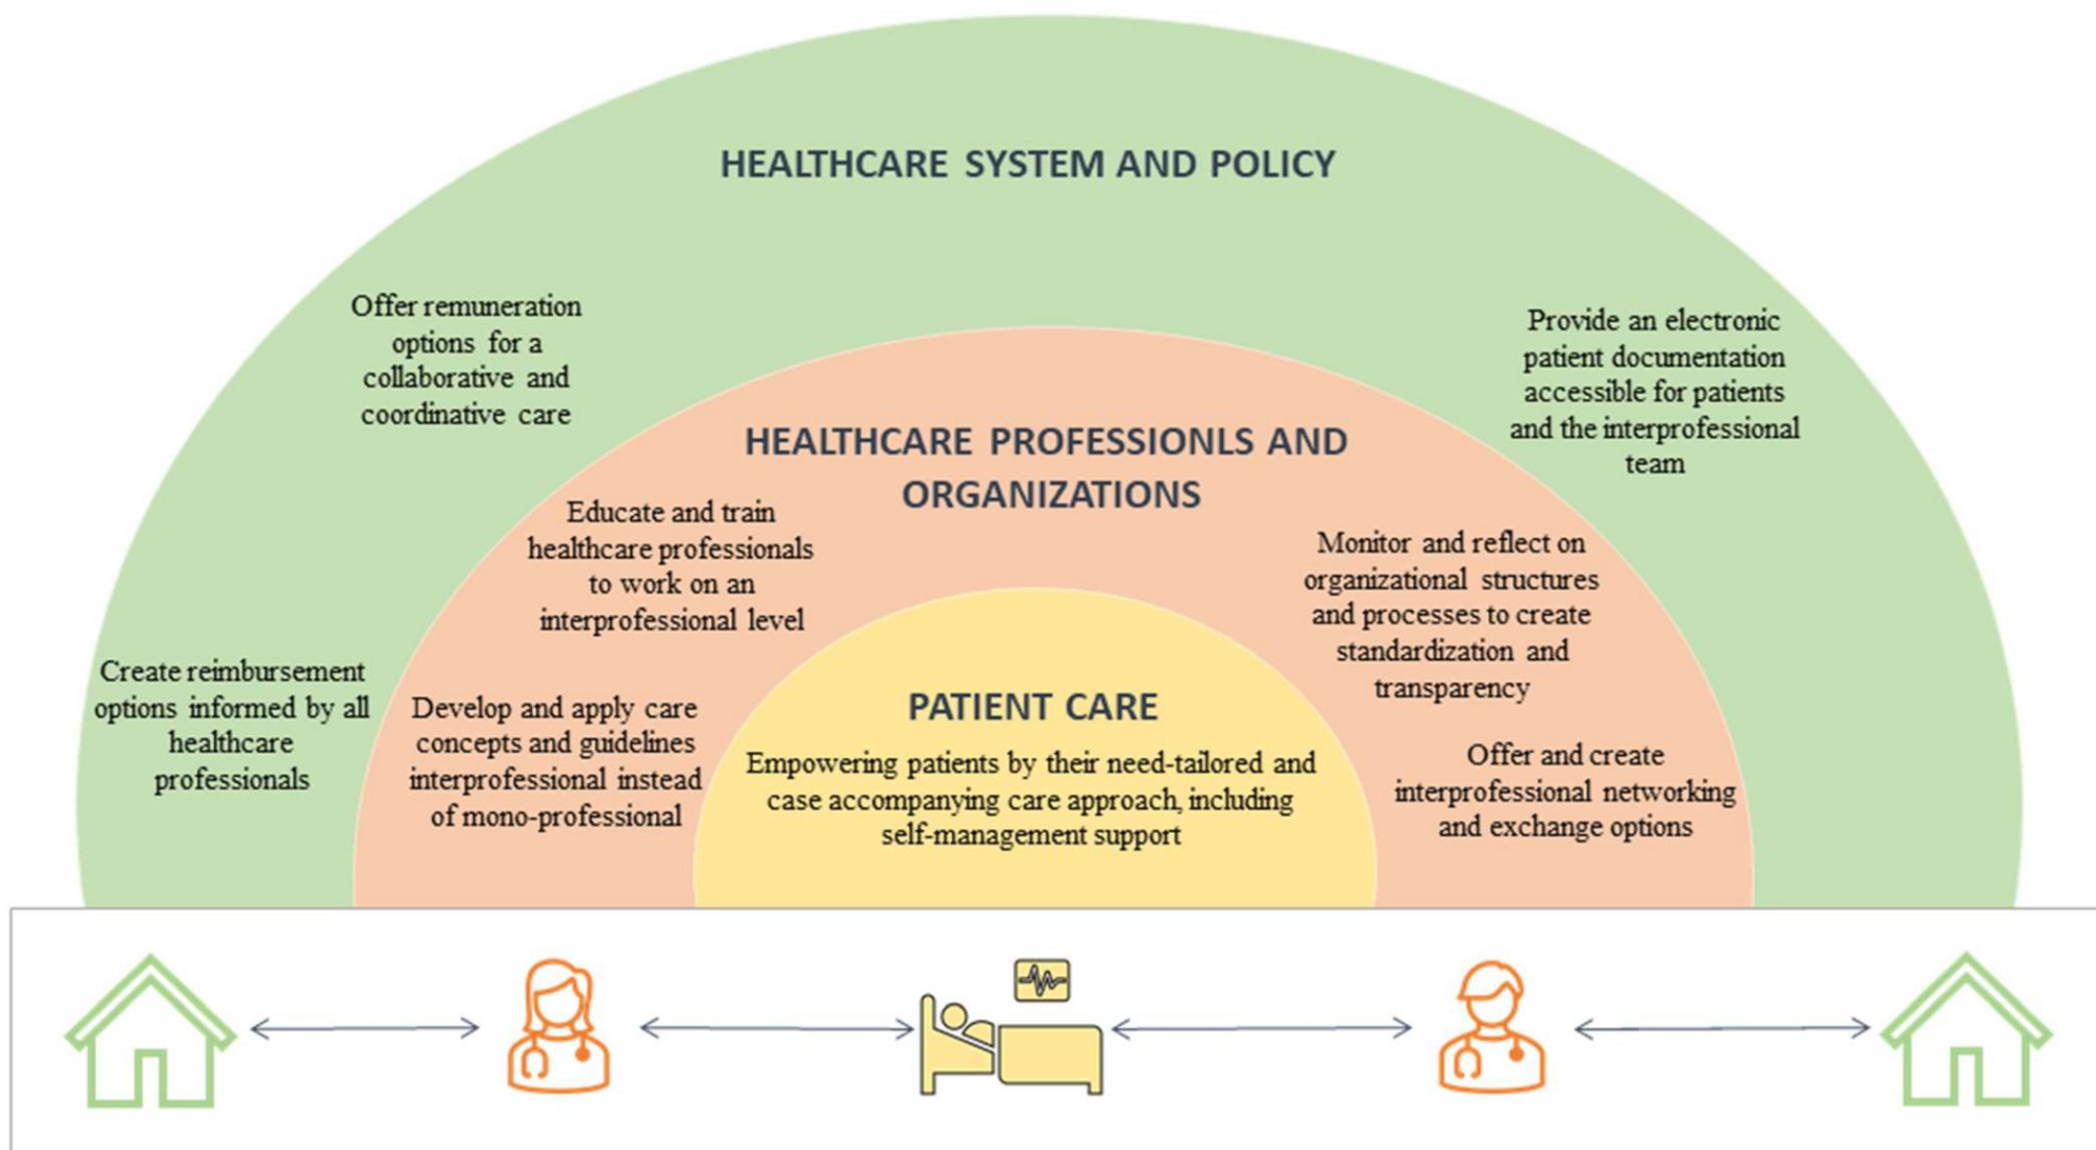 HEALTHCARE SYSTEM AND POLICY
Offer remuneration
options for a
collaborative and
coordinative care
Provide an electronic
patient documentation
accessible for patients
and the interprofessional
team
Create reimbursement
options informed by all
healthcare
professionals
HEALTHCARE PROFESSIONLS AND
ORGANIZATIONS
Educate and train
healthcare professionals
to work on an
interprofessional level
Monitor and reflect on
organizational structures
and processes to create
standardization and
transparency
Develop and apply care
concepts and guidelines
interprofessional instead
of mono-professional
Offer and create
interprofessional networking
and exchange options
PATIENT CARE
Empowering patients by their need-tailored and
case accompanying care approach, including
self-management support